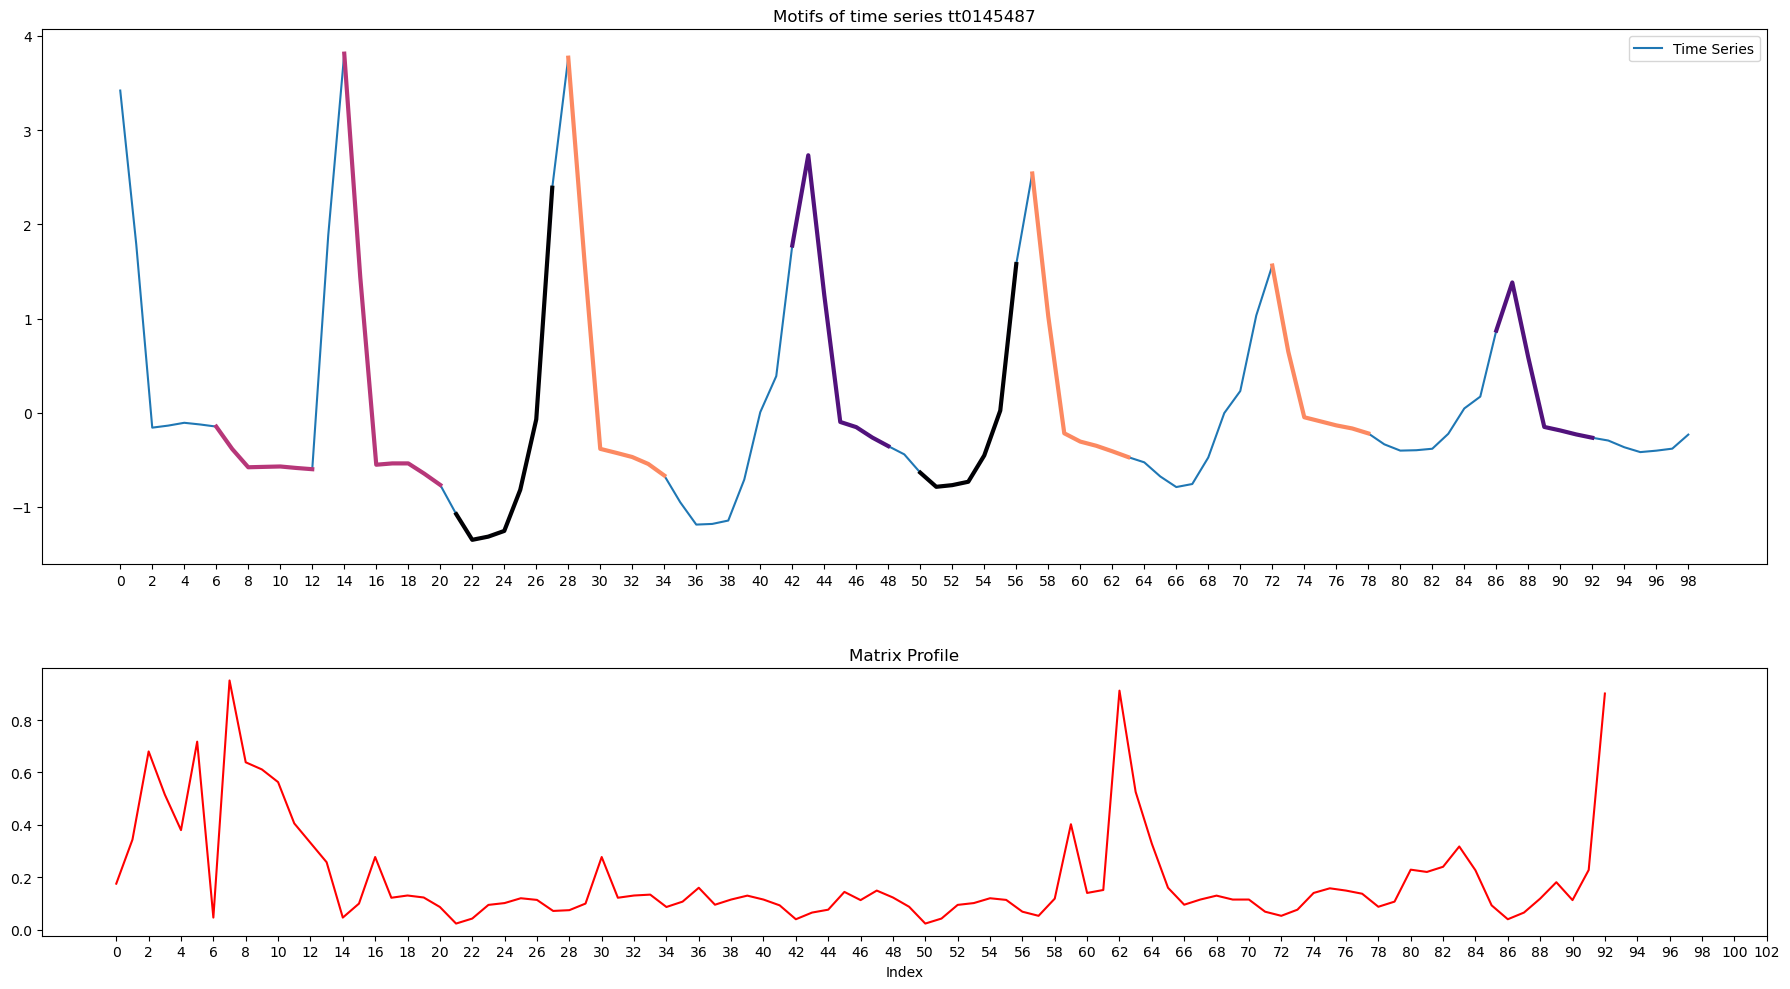 Motifs of time series tt0145487
Time Series
4
3
2
1
0
−1
0 2 4 6 8 10 12 14 16 18 20 22 24 26 28 30 32 34 36 38 40 42 44 46 48 50 52 54 56 58 60 62 64 66 68 70 72 74 76 78 80 82 84 86 88 90 92 94 96 98
Matrix Profile
0.8
0.6
0.4
0.2
0.0
0 2 4 6 8 10 12 14 16 18 20 22 24 26 28 30 32 34 36 38 40 42 44 46 48 50 52 54 56 58 60 62 64 66 68 70 72 74 76 78 80 82 84 86 88 90 92 94 96 98 100 102
Index